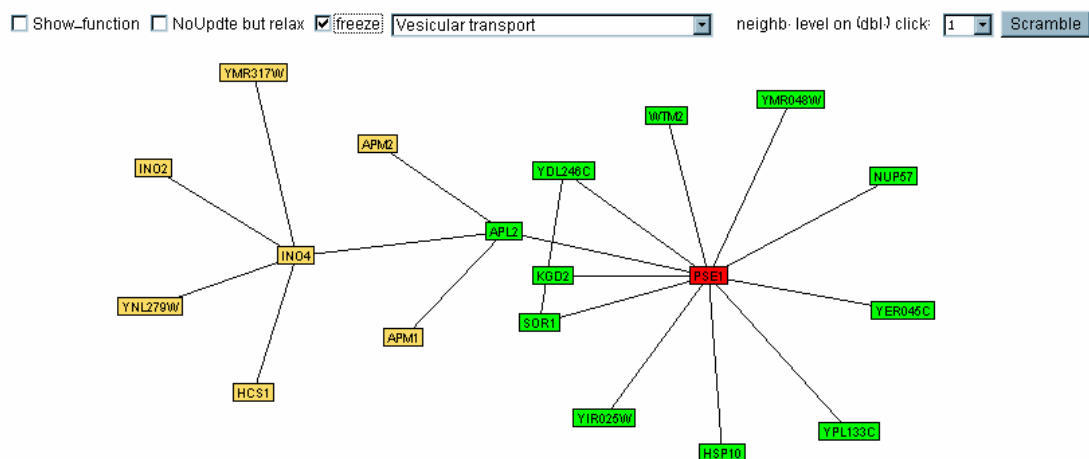 Show_function NoUpdte but relax freeze Vesicular transport neighb. level on (dbl.) click: 1 Scramble
YMR317W
YMR048W
WTM2
APM2
INO2
YDL246C
NUP57
APL2
INO4
KGD2
PSE1
YNL279W
YER045C
SOR1
APM1
HCS1
YIR025W
YPL133C
HSP10